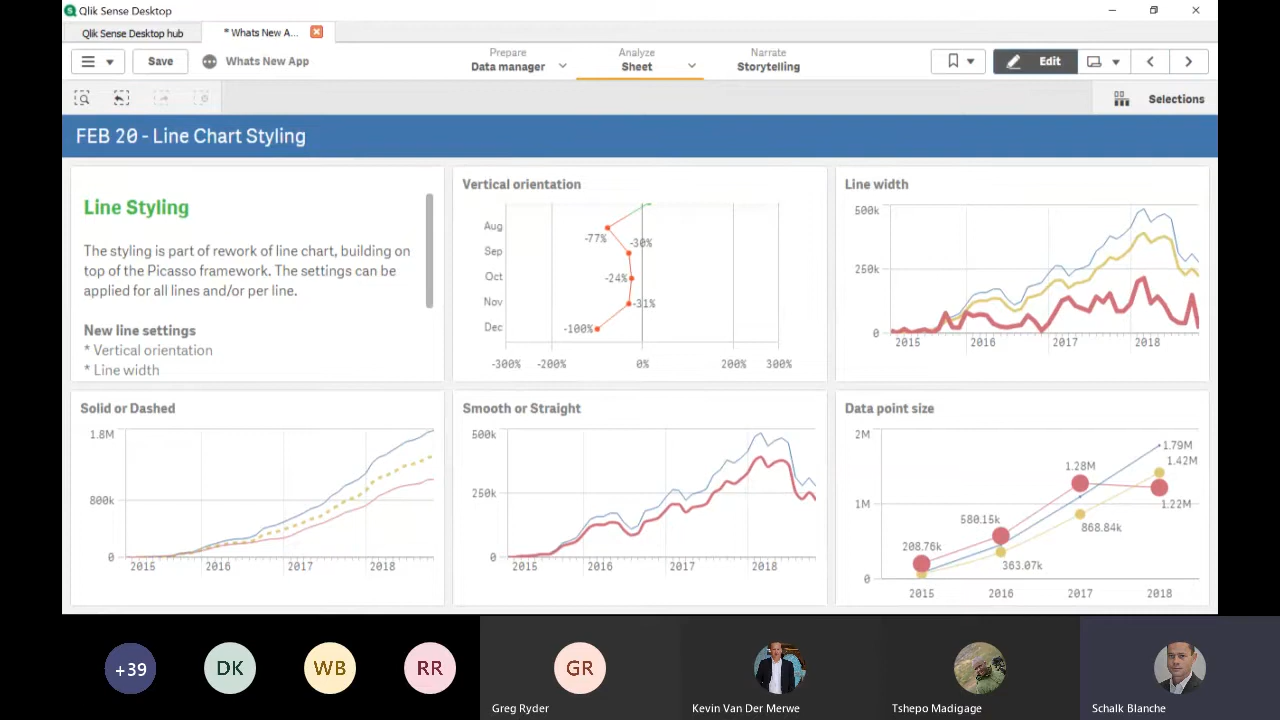 Qlik Sense Desktop
Qlik Sense Desktop hub
* Whats New A...
Save
Whats New App
Prepare
Data manager
Analyze
Sheet
Narrate
Storytelling
Edit
Selections
FEB 20 - Line Chart Styling
Line Styling
The styling is part of rework of line chart, building on
top of the Picasso framework. The settings can be
applied for all lines and/or per line.
New line settings
* Vertical orientation
* Line width
Vertical orientation
Aug
Sep
Oct
Nov
Dec
-77%
-30%
-24%
-31%
-100%
-300%
-200%
0%
200%
300%
Line width
500k
250k
0
2015
2016
2017
2018
Solid or Dashed
1.8M
800k
0
2015
2016
2017
2018
Smooth or Straight
500k
250k
0
2015
2016
2017
2018
Data point size
2M
1M
0
208.76k
580.15k
363.07k
1.28M
868.84k
1.79M
1.42M
1.22M
2015
2016
2017
2018
+39
DK
WB
RR
GR
Greg Ryder
Kevin Van Der Merwe
Tshepo Madigage
Schalk Blanche